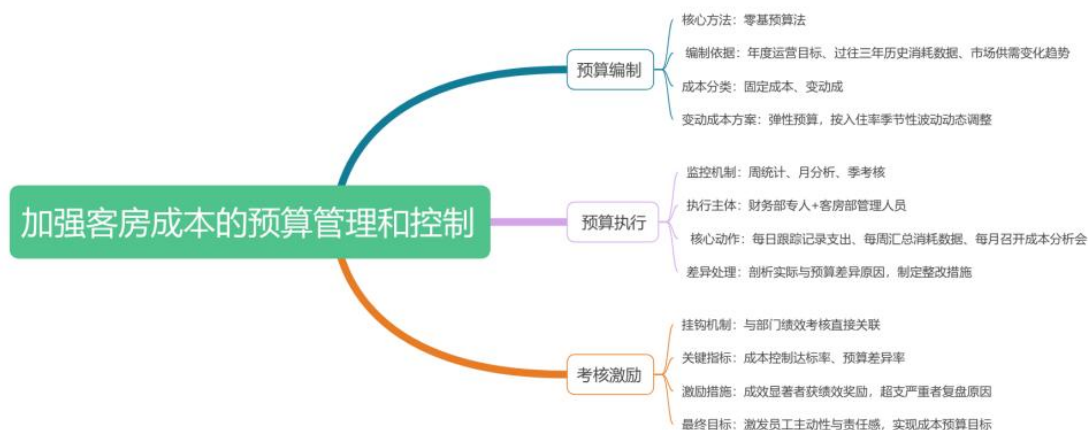 加强客房成本的预算管理和控制
预算编制
核心方法：零基预算法
编制依据：年度运营目标、过往三年历史消耗数据、市场供需变化趋势
成本分类：固定成本、变动成
变动成本方案：弹性预算，按入住率季节性波动动态调整
预算执行
监控机制：周统计、月分析、季考核
执行主体：财务部专人+客房部管理人员
核心动作：每日跟踪记录支出、每周汇总消耗数据、每月召开成本分析会
差异处理：剖析实际与预算差异原因，制定整改措施
考核激励
挂钩机制：与部门绩效考核直接关联
关键指标：成本控制达标率、预算差异率
激励措施：成效显著者获绩效奖励，超支严重者复盘原因
最终目标：激发员工主动性与责任感，实现成本预算目标